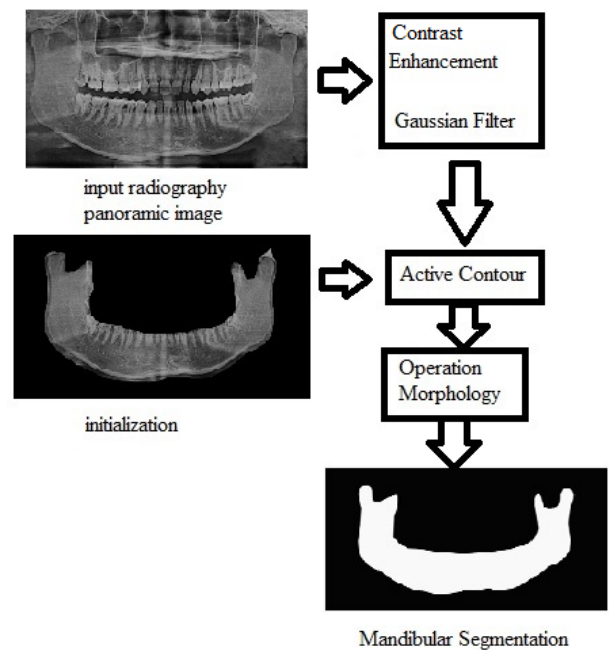 Contrast
Enhancement
Gaussian Filter
input radiography
panoramic image
Active Contour
initialization
Operation
Morphology
Mandibular Segmentation